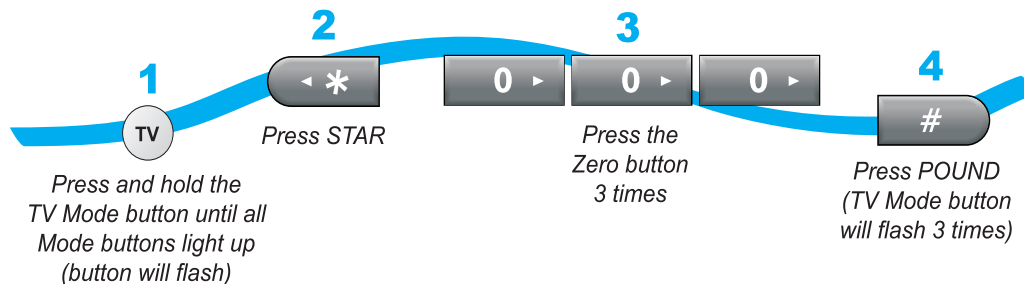 1
TV
Press and hold the
TV Mode button until all
Mode buttons light up
(button will flash)
2
*
Press STAR
3
0 0 0
Press the
Zero button
3 times
4
#
Press POUND
(TV Mode button
will flash 3 times)